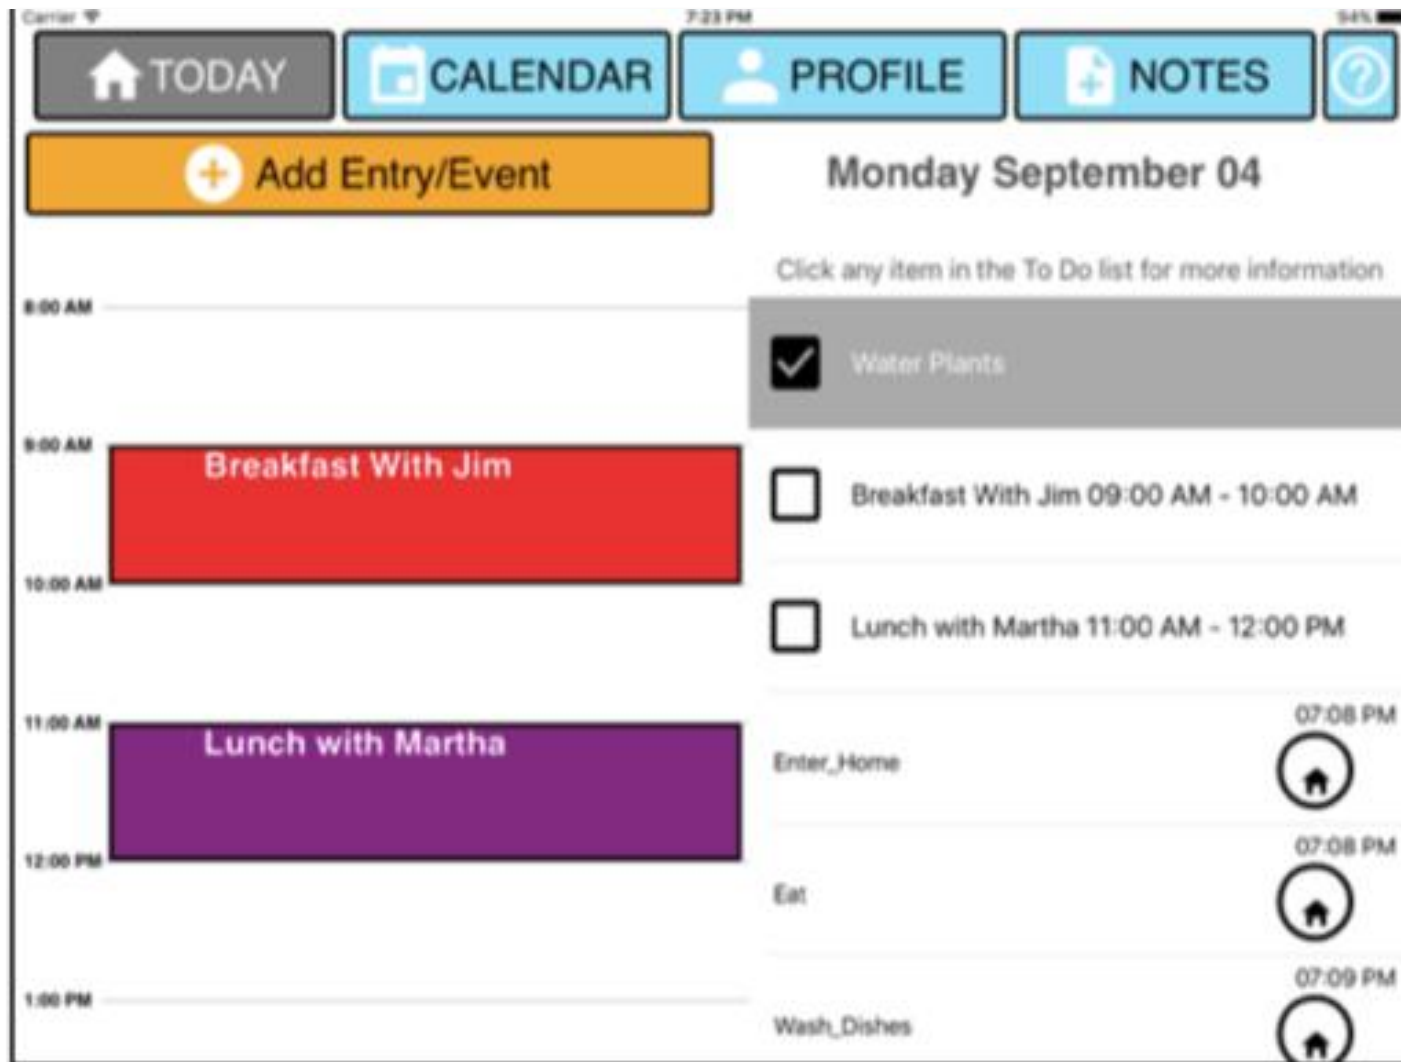 Carrier 7:23 PM 94%
TODAY CALENDAR PROFILE NOTES ?
Add Entry/Event
Monday September 04
Click any item in the To Do list for more information
8:00 AM
Water Plants
9:00 AM
Breakfast With Jim
Breakfast With Jim 09:00 AM - 10:00 AM
10:00 AM
Lunch with Martha 11:00 AM - 12:00 PM
11:00 AM
Lunch with Martha
07:08 PM
Enter_Home
12:00 PM
07:08 PM
Eat
1:00 PM
07:09 PM
Wash_Dishes